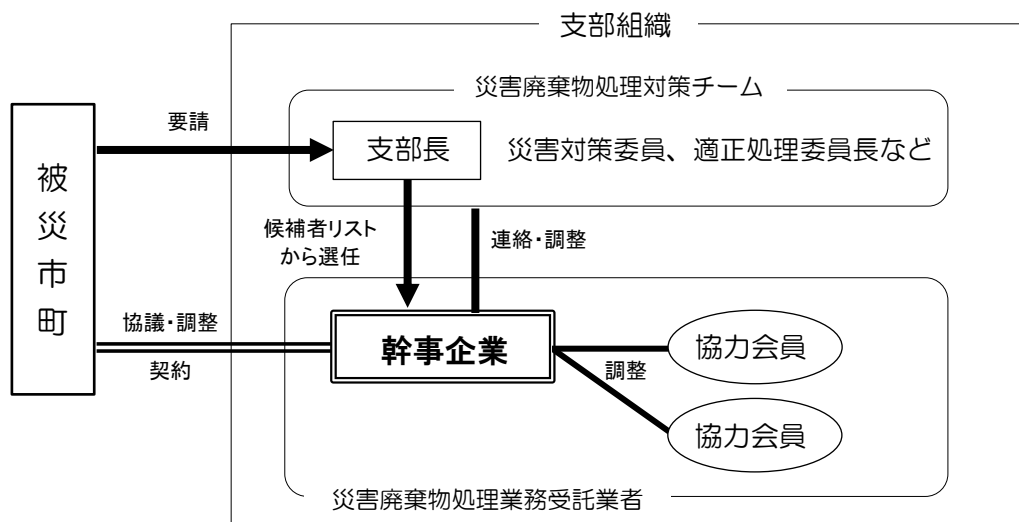 支部組織
災害廃棄物処理対策チーム
要請
支部長
災害対策委員、適正処理委員長など
被災市町
候補者リスト
から選任
連絡・調整
協議・調整
契約
幹事企業
調整
協力会員
協力会員
災害廃棄物処理業務受託業者